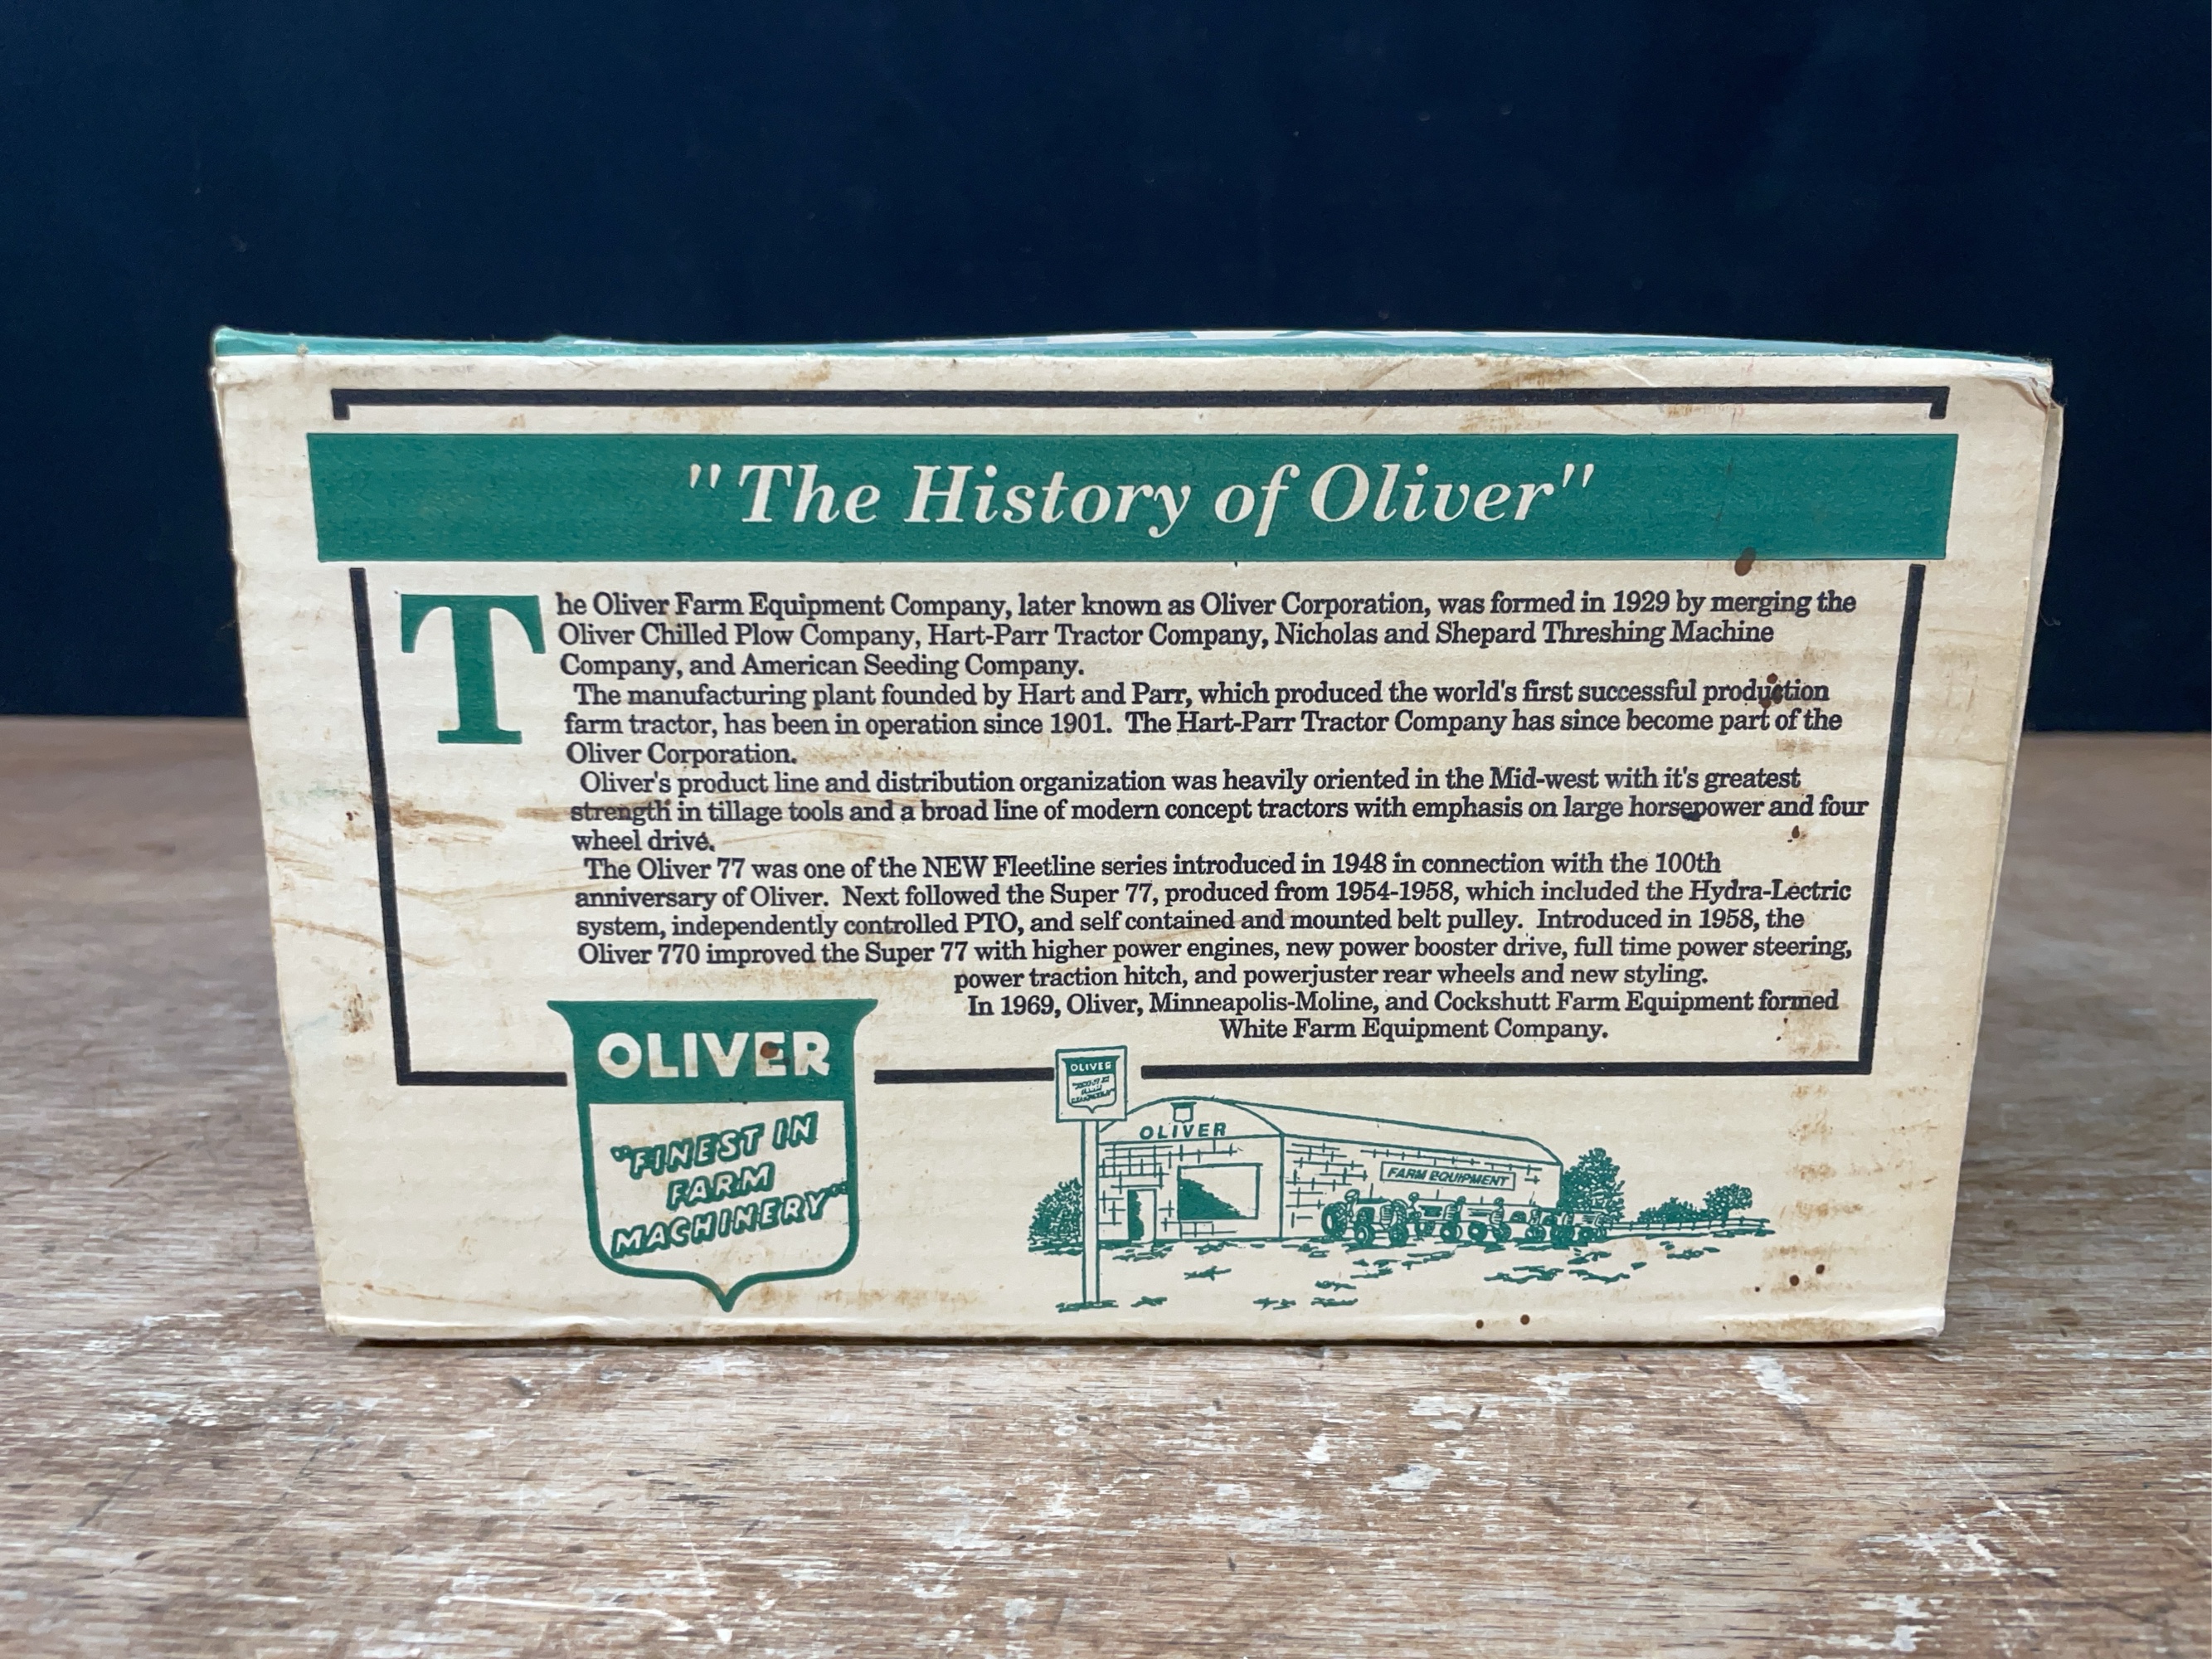 "The History of Oliver"
The Oliver Farm Equipment Company, later known as Oliver Corporation, was formed in 1929 by merging the
Oliver Chilled Plow Company, Hart-Parr Tractor Company, Nicholas and Shepard Threshing Machine
Company, and American Seeding Company.
The manufacturing plant founded by Hart and Parr, which produced the world's first successful production
farm tractor, has been in operation since 1901. The Hart-Parr Tractor Company has since become part of the
Oliver Corporation.
Oliver's product line and distribution organization was heavily oriented in the Mid-west with it's greatest
strength in tillage tools and a broad line of modern concept tractors with emphasis on large horsepower and four
wheel drive.
The Oliver 77 was one of the NEW Fleetline series introduced in 1948 in connection with the 100th
anniversary of Oliver. Next followed the Super 77, produced from 1954-1958, which included the Hydra-Lectric
system, independently controlled PTO, and self contained and mounted belt pulley. Introduced in 1958, the
Oliver 770 improved the Super 77 with higher power engines, new power booster drive, full time power steering,
power traction hitch, and powerjuster rear wheels and new styling.
In 1969, Oliver, Minneapolis-Moline, and Cockshutt Farm Equipment formed
White Farm Equipment Company.
OLIVER
"FINEST IN
FARM
MACHINERY"
OLIVER
OLIVER
FARM EQUIPMENT